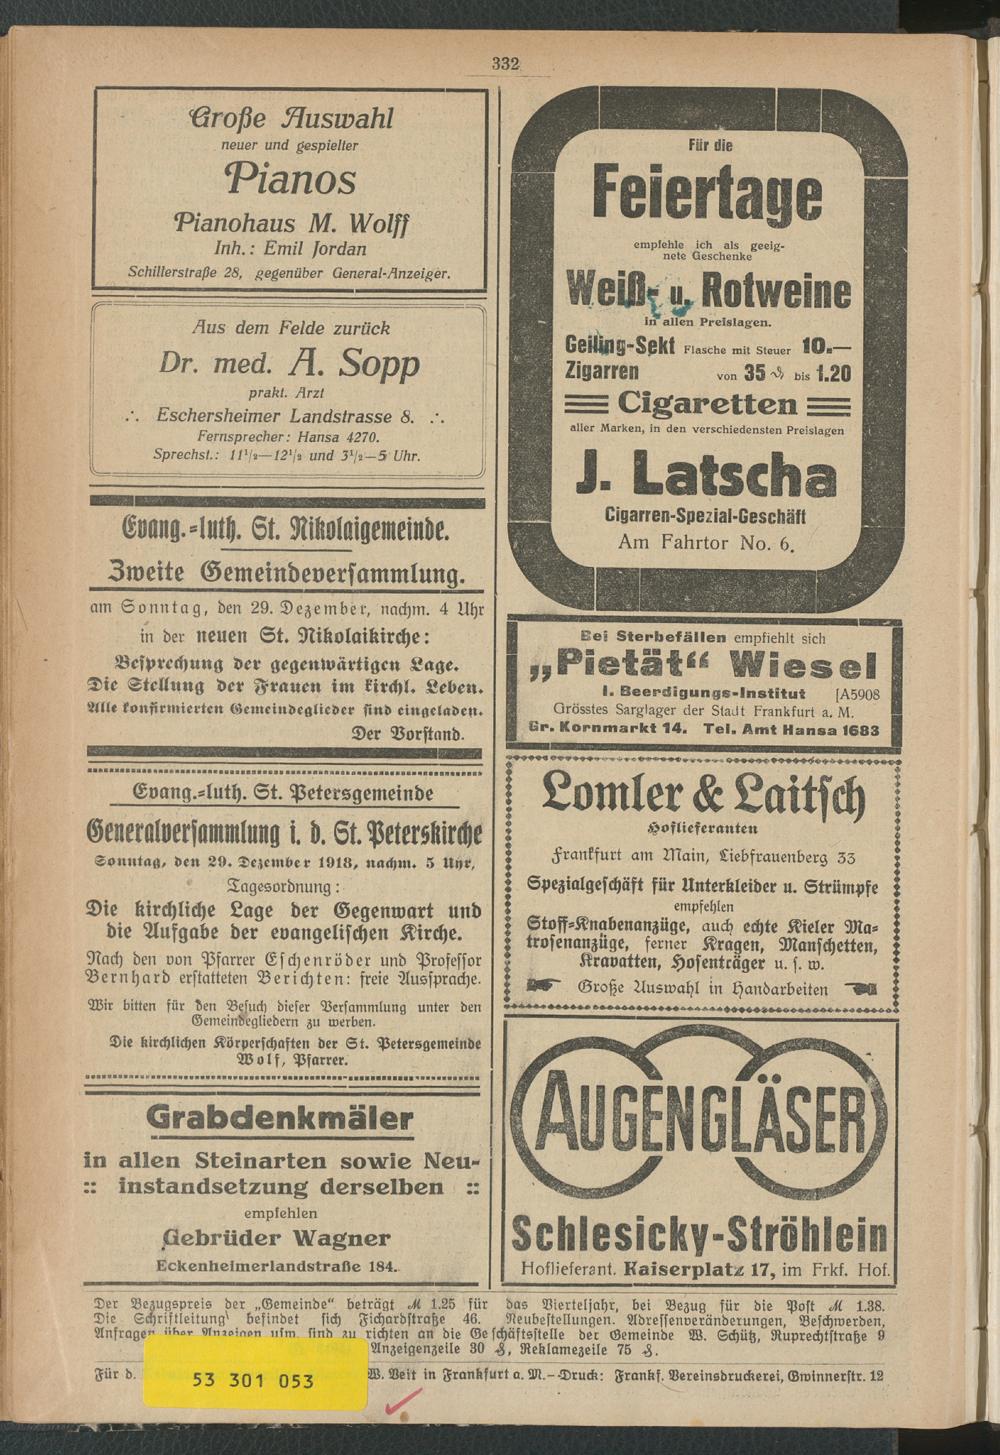 332
Große Auswahl
neuer und gespielter
Pianos
Pianohaus M. Wolff
Inh.: Emil Jordan
Schillerstraße 28, gegenüber General-Anzeiger.
Aus dem Felde zurück
Dr. med. A. Sopp
prakt. Arzt
∴ Eschersheimer Landstrasse 8. ∴
Fernsprecher: Hansa 4270.
Sprechst.: 11½—12½ und 3½—5 Uhr.
Evang.=luth. St. Nikolaigemeinde.
Zweite Gemeindeversammlung.
am Sonntag, den 29. Dezember, nachm. 4 Uhr
in der neuen St. Nikolaikirche:
Besprechung der gegenwärtigen Lage.
Die Stellung der Frauen im kirchl. Leben.
Alle konfirmierten Gemeindeglieder sind eingeladen.
Der Vorstand.
Evang.=luth. St. Petersgemeinde
Generalversammlung i. d. St. Peterskirche
Sonntag, den 29. Dezember 1918, nachm. 5 Uhr,
Tagesordnung:
Die kirchliche Lage der Gegenwart und
die Aufgabe der evangelischen Kirche.
Nach den von Pfarrer Eschenröder und Professor
Bernhard erstatteten Berichten: freie Aussprache.
Wir bitten für den Besuch dieser Versammlung unter den
Gemeindegliedern zu werben.
Die kirchlichen Körperschaften der St. Petersgemeinde
Wolf, Pfarrer.
Grabdenkmäler
in allen Steinarten sowie Neu-
:: instandsetzung derselben ::
empfehlen
Gebrüder Wagner
Eckenheimerlandstraße 184.
Für die
Feiertage
empfehle ich als geeig-
nete Geschenke
Weiß- u. Rotweine
in allen Preislagen.
Geiling-Sekt Flasche mit Steuer 10.—
Zigarren von 35 ₰ bis 1.20
Cigaretten
aller Marken, in den verschiedensten Preislagen
J. Latscha
Cigarren-Spezial-Geschäft
Am Fahrtor No. 6.
Bei Sterbefällen empfiehlt sich
„Pietät“ Wiesel
I. Beerdigungs-Institut [A5908
Grösstes Sarglager der Stadt Frankfurt a. M.
Gr. Kornmarkt 14. Tel. Amt Hansa 1683
Lomler & Laitsch
Hoflieferanten
Frankfurt am Main, Liebfrauenberg 33
Spezialgeschäft für Unterkleider u. Strümpfe
empfehlen
Stoff=Knabenanzüge, auch echte Kieler Ma=
trosenanzüge, ferner Kragen, Manschetten,
Kravatten, Hosenträger u. s. w.
Große Auswahl in Handarbeiten
AUGENGLÄSER
Schlesicky-Ströhlein
Hoflieferant. Kaiserplatz 17, im Frkf. Hof.
Der Bezugspreis der „Gemeinde“ beträgt ℳ 1.25 für das Vierteljahr, bei Bezug für die Post ℳ 1.38.
Die Schriftleitung befindet sich Fichardstraße 46. Neubestellungen. Adressenveränderungen, Beschwerden,
Anfragen über Anzeigen usw. sind zu richten an die Geschäftsstelle der Gemeinde W. Schütz, Ruprechtstraße 9
Anzeigenzeile 30 ₰, Reklamezeile 75 ₰.
Für d. W. Veit in Frankfurt a. M.—Druck: Frankf. Vereinsdruckerei, Gwinnerstr. 12
53 301 053